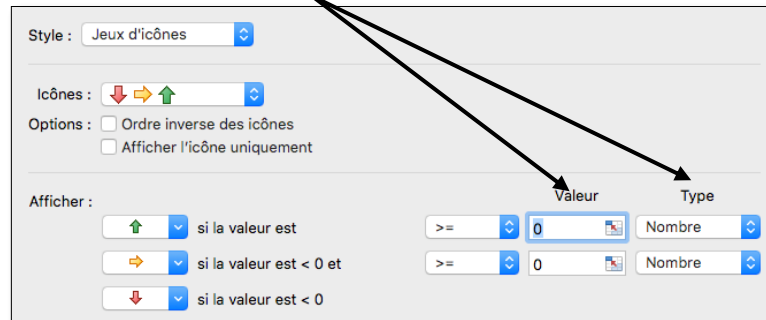 Style : Jeux d'icônes
Icônes :
Options : Ordre inverse des icônes
Afficher l'icône uniquement
Afficher : Valeur Type
si la valeur est >= 0 Nombre
si la valeur est < 0 et >= 0 Nombre
si la valeur est < 0